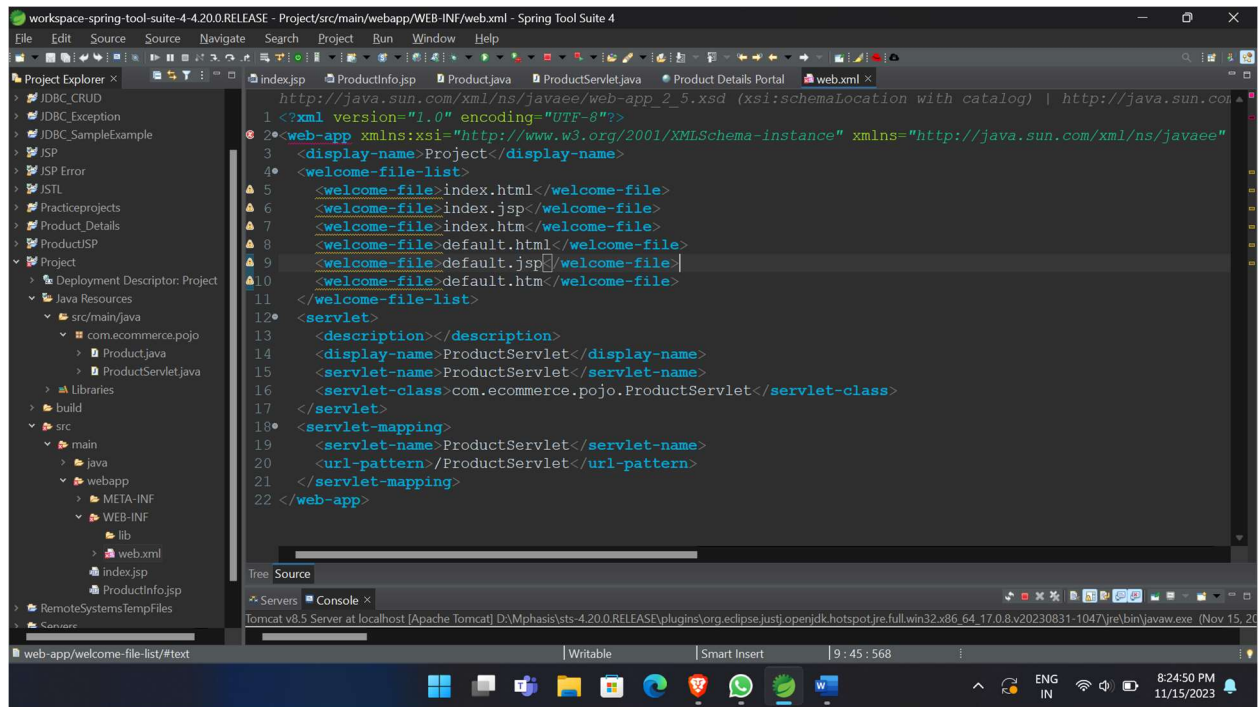 workspace-spring-tool-suite-4-4.20.0.RELEASE - Project/src/main/webapp/WEB-INF/web.xml - Spring Tool Suite 4
File Edit Source Source Navigate Search Project Run Window Help
Project Explorer × index.jsp ProductInfo.jsp Product.java ProductServlet.java Product Details Portal web.xml ×
JDBC_CRUD
JDBC_Exception
JDBC_SampleExample
JSP
JSP Error
JSTL
Practiceprojects
Product_Details
ProductJSP
Project
Deployment Descriptor: Project
Java Resources
src/main/java
com.ecommerce.pojo
Product.java
ProductServlet.java
Libraries
build
src
main
java
webapp
META-INF
WEB-INF
lib
web.xml
index.jsp
ProductInfo.jsp
RemoteSystemsTempFiles
Servers
http://java.sun.com/xml/ns/javaee/web-app_2_5.xsd (xsi:schemaLocation with catalog) | http://java.sun.com
1 <?xml version="1.0" encoding="UTF-8"?>
2 <web-app xmlns:xsi="http://www.w3.org/2001/XMLSchema-instance" xmlns="http://java.sun.com/xml/ns/javaee"
3 <display-name>Project</display-name>
4 <welcome-file-list>
5 <welcome-file>index.html</welcome-file>
6 <welcome-file>index.jsp</welcome-file>
7 <welcome-file>index.htm</welcome-file>
8 <welcome-file>default.html</welcome-file>
9 <welcome-file>default.jsp</welcome-file>
10 <welcome-file>default.htm</welcome-file>
11 </welcome-file-list>
12 <servlet>
13 <description></description>
14 <display-name>ProductServlet</display-name>
15 <servlet-name>ProductServlet</servlet-name>
16 <servlet-class>com.ecommerce.pojo.ProductServlet</servlet-class>
17 </servlet>
18 <servlet-mapping>
19 <servlet-name>ProductServlet</servlet-name>
20 <url-pattern>/ProductServlet</url-pattern>
21 </servlet-mapping>
22 </web-app>
Tree Source
Servers Console ×
Tomcat v8.5 Server at localhost [Apache Tomcat] D:\Mphasis\sts-4.20.0.RELEASE\plugins\org.eclipse.justj.openjdk.hotspot.jre.full.win32.x86_64_17.0.8.v20230831-1047\jre\bin\javaw.exe (Nov 15, 20
web-app/welcome-file-list/#text Writable Smart Insert 9 : 45 : 568
ENG
IN
8:24:50 PM
11/15/2023